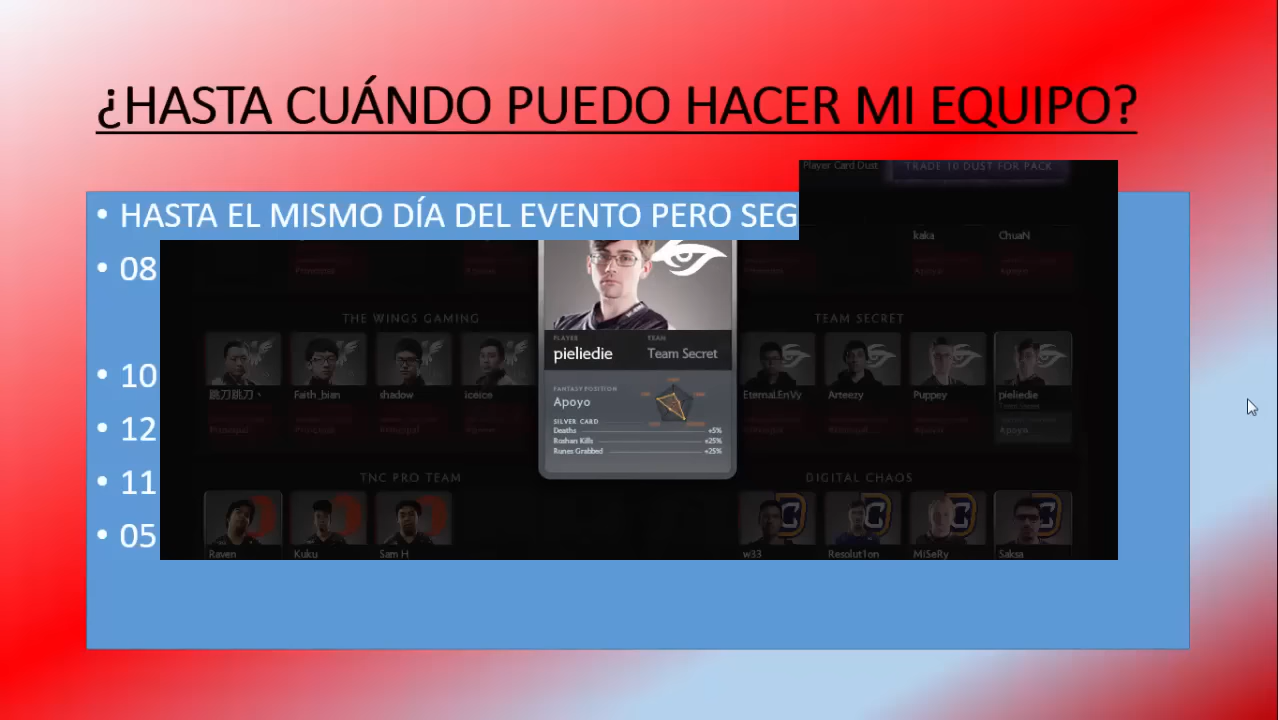 ¿HASTA CUÁNDO PUEDO HACER MI EQUIPO?
Player Card Dust TRADE 10 DUST FOR PACK
• HASTA EL MISMO DÍA DEL EVENTO PERO SEG
kaka ChuaN
• 08
THE WINGS GAMING TEAM SECRET
PLAYER TEAM
pieliedie Team Secret
• 10
FANTASY POSITION
Apoyo
Faith_bian shadow iceice EternaLEnVy Arteezy Puppey pieliedie
SILVER CARD
Deaths +5%
Roshan Kills +25%
Runes Grabbed +25%
Apoyo
• 12
• 11
TNC PRO TEAM DIGITAL CHAOS
• 05
Raven Kuku Sam H w33 Resolut1on MiSeRy Saksa